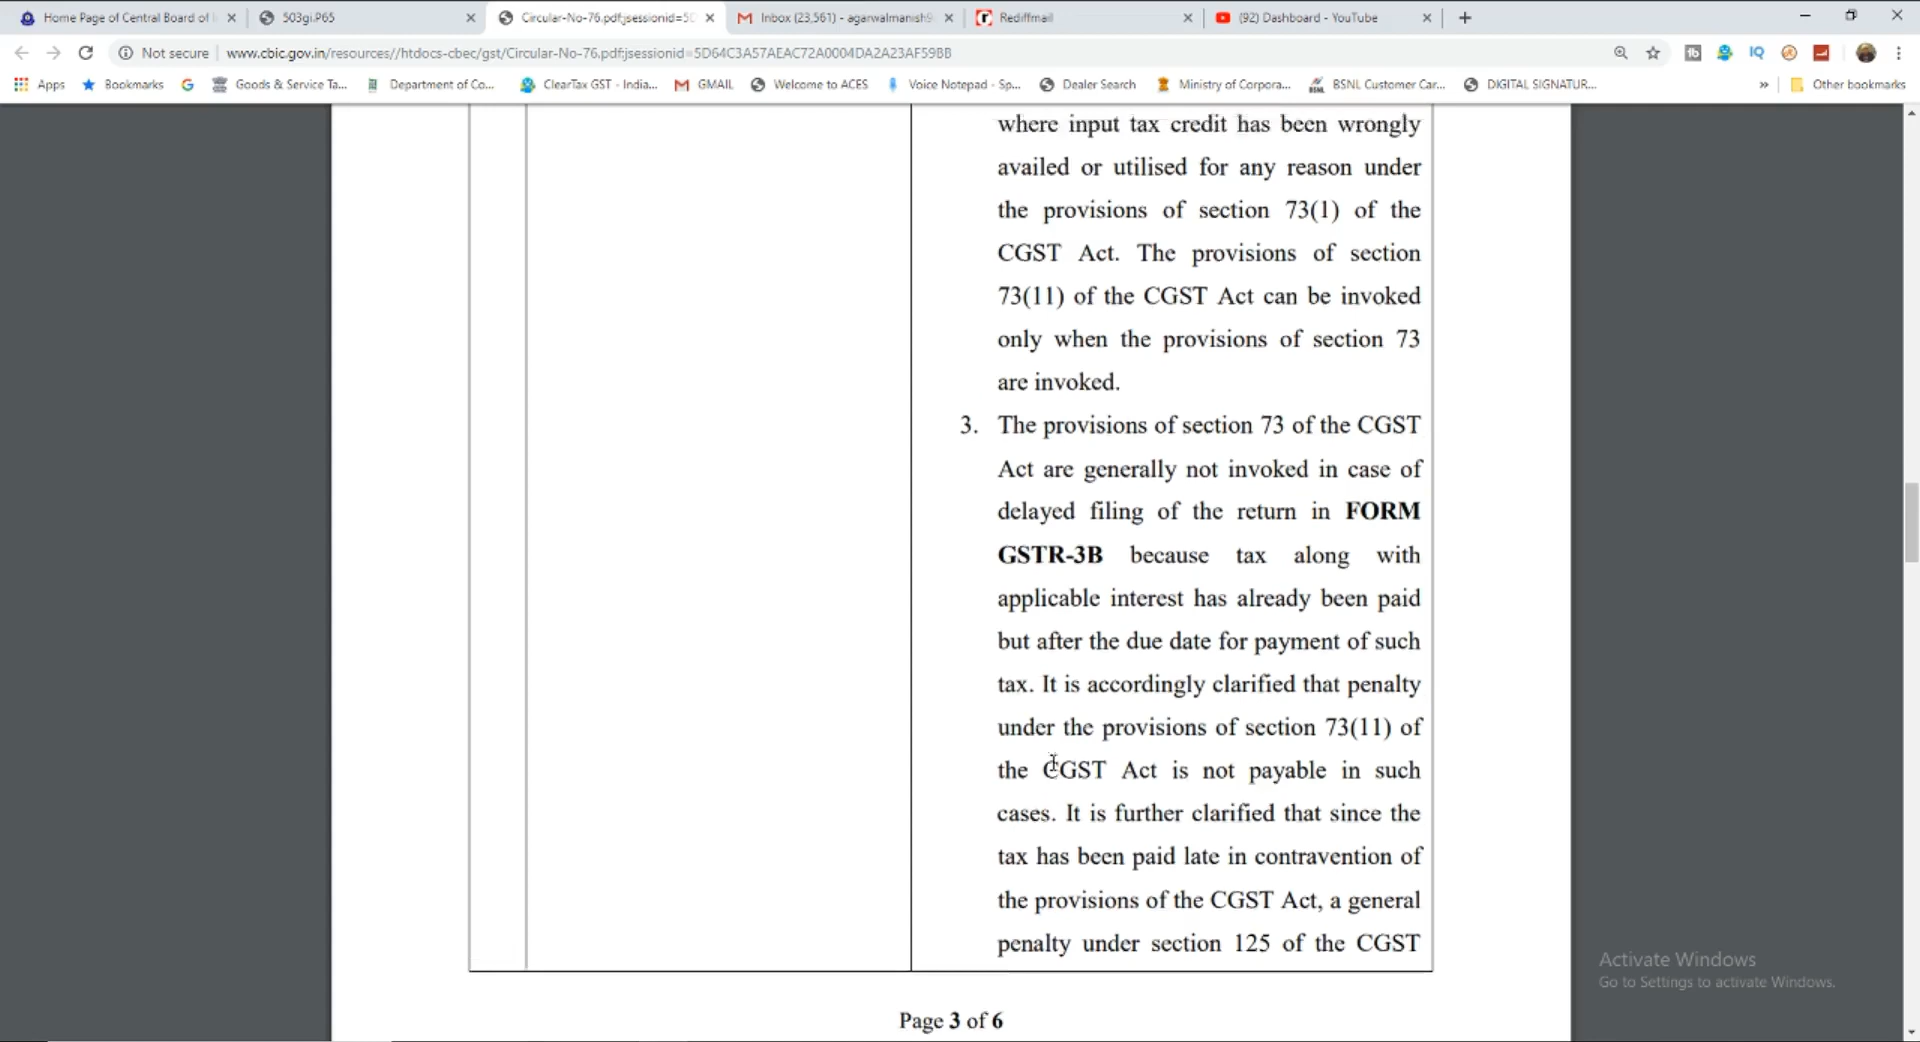 Home Page of Central Board of I
503gi.P65
Circular-No-76.pdf;jsessionid=5D
Inbox (23,561) - agarwalmanish9
Rediffmail
(92) Dashboard - YouTube
Not secure
www.cbic.gov.in/resources//htdocs-cbec/gst/Circular-No-76.pdf;jsessionid=5D64C3A57AEAC72A0004DA2A23AF59BB
Apps
Bookmarks
Goods & Service Ta...
Department of Co...
ClearTax GST - India...
GMAIL
Welcome to ACES
Voice Notepad - Sp...
Dealer Search
Ministry of Corpora...
BSNL Customer Car...
DIGITAL SIGNATUR...
Other bookmarks
where input tax credit has been wrongly
availed or utilised for any reason under
the provisions of section 73(1) of the
CGST Act. The provisions of section
73(11) of the CGST Act can be invoked
only when the provisions of section 73
are invoked.
3. The provisions of section 73 of the CGST
Act are generally not invoked in case of
delayed filing of the return in FORM
GSTR-3B because tax along with
applicable interest has already been paid
but after the due date for payment of such
tax. It is accordingly clarified that penalty
under the provisions of section 73(11) of
the CGST Act is not payable in such
cases. It is further clarified that since the
tax has been paid late in contravention of
the provisions of the CGST Act, a general
penalty under section 125 of the CGST
Page 3 of 6
Activate Windows
Go to Settings to activate Windows.